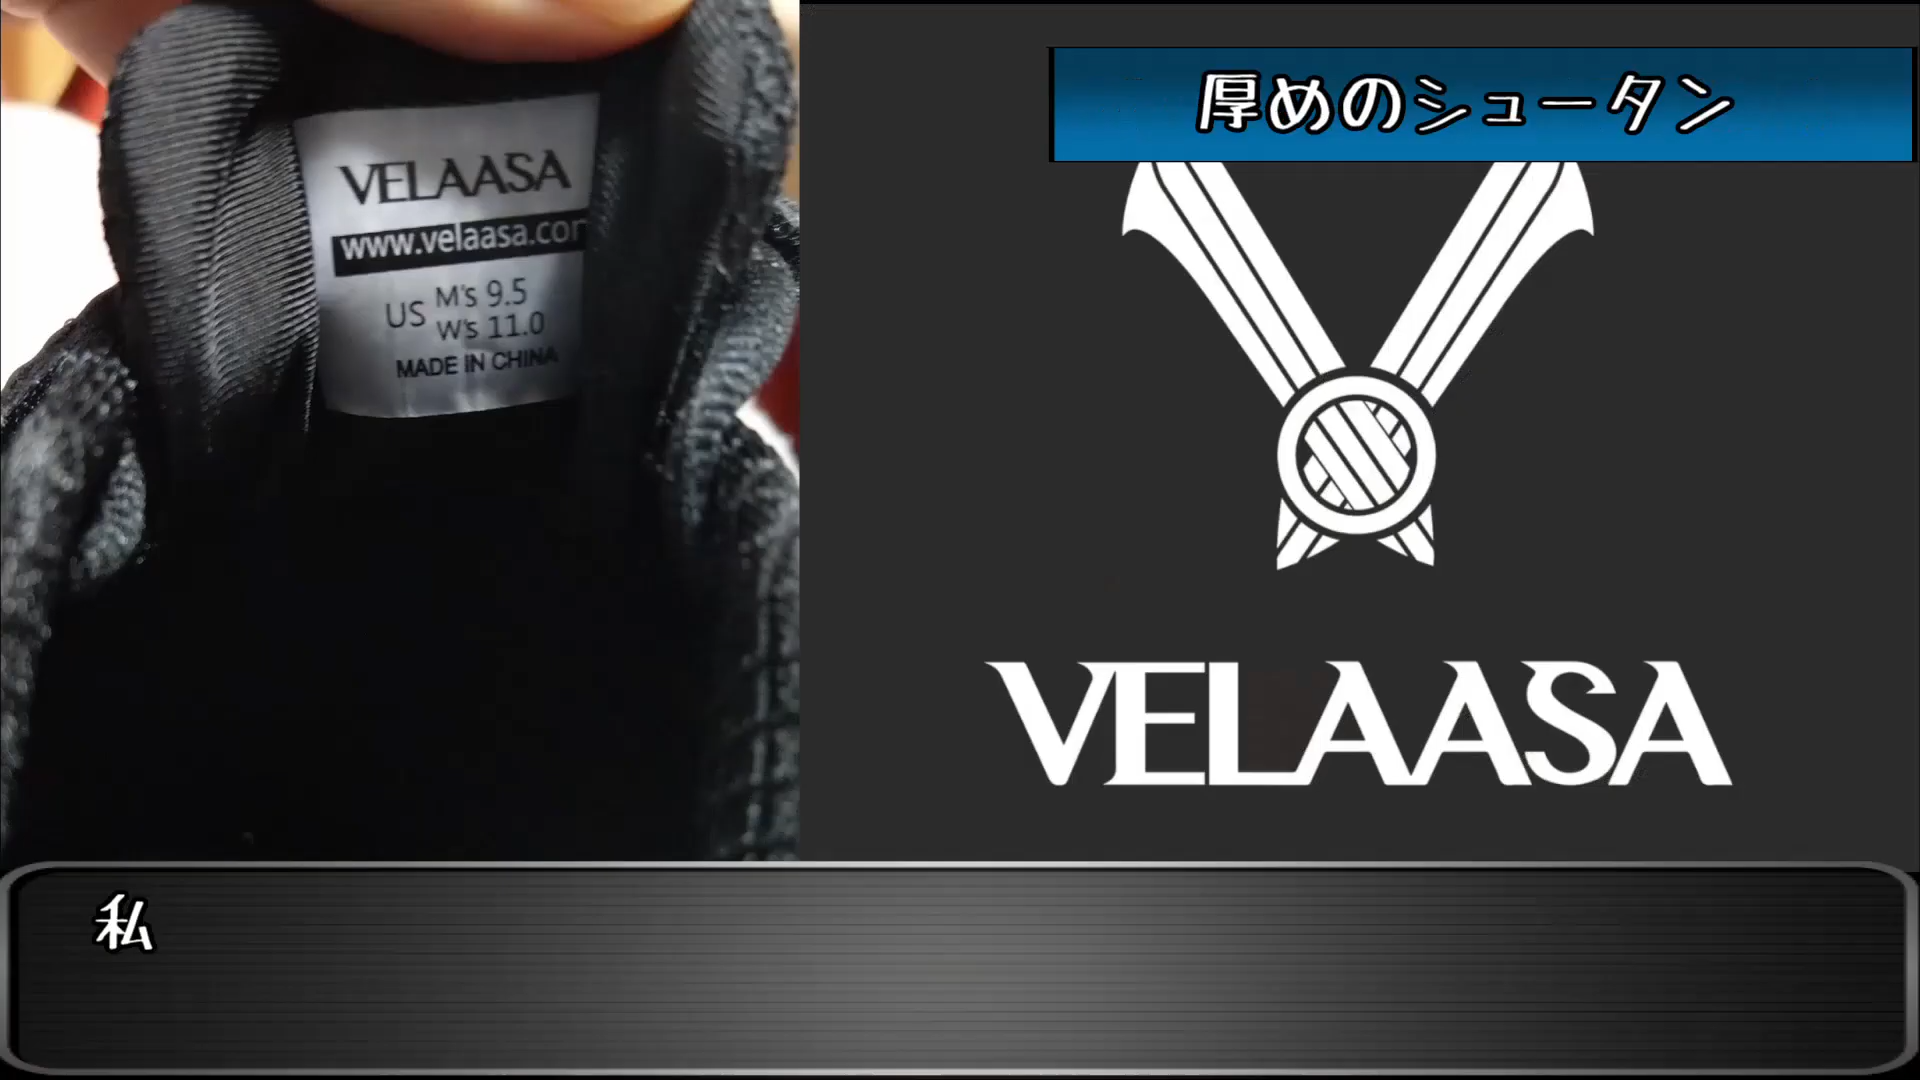 厚めのシュータン
VELAASA
www.velaasa.com
US M's 9.5
W's 11.0
MADE IN CHINA
VELAASA
私